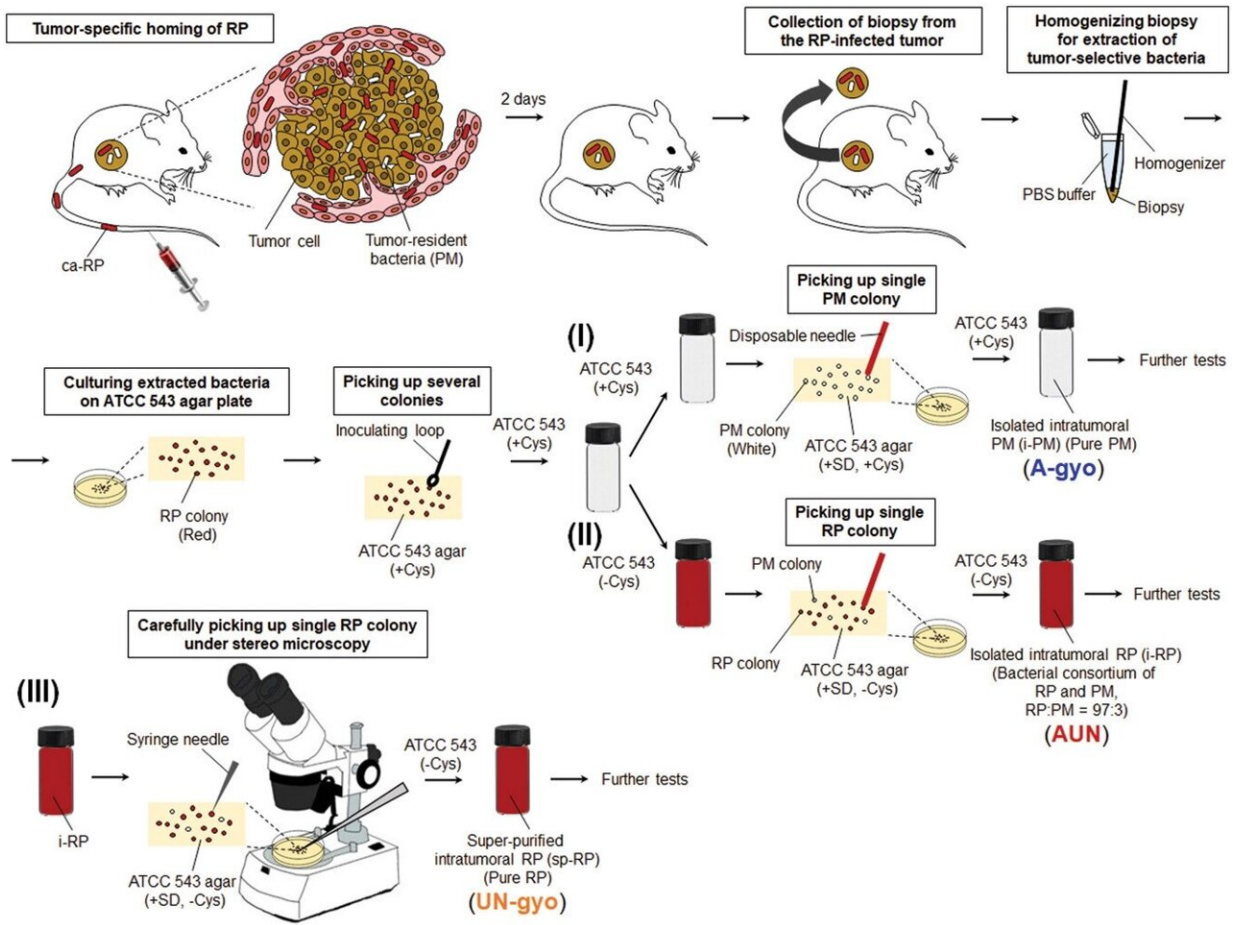 Tumor-specific homing of RP
ca-RP
Tumor cell
Tumor-resident
bacteria (PM)
2 days
Collection of biopsy from
the RP-infected tumor
Homogenizing biopsy
for extraction of
tumor-selective bacteria
PBS buffer
Homogenizer
Biopsy
Culturing extracted bacteria
on ATCC 543 agar plate
RP colony
(Red)
Picking up several
colonies
Inoculating loop
ATCC 543 agar
(+Cys)
ATCC 543
(+Cys)
(I)
ATCC 543
(+Cys)
Picking up single
PM colony
Disposable needle
PM colony
(White)
ATCC 543 agar
(+SD, +Cys)
ATCC 543
(+Cys)
Further tests
Isolated intratumoral
PM (i-PM) (Pure PM)
(A-gyo)
(II)
ATCC 543
(-Cys)
Picking up single
RP colony
PM colony
RP colony
ATCC 543 agar
(+SD, -Cys)
ATCC 543
(-Cys)
Further tests
Isolated intratumoral RP (i-RP)
(Bacterial consortium of
RP and PM,
RP:PM = 97:3)
(AUN)
(III)
Carefully picking up single RP colony
under stereo microscopy
i-RP
Syringe needle
ATCC 543 agar
(+SD, -Cys)
ATCC 543
(-Cys)
Further tests
Super-purified
intratumoral RP (sp-RP)
(Pure RP)
(UN-gyo)